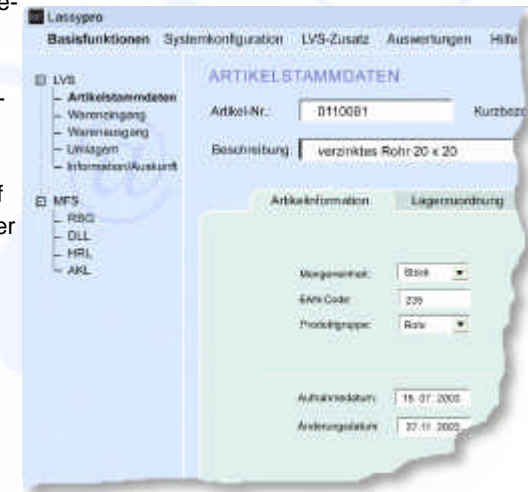 e-
-
f
er
Lassypro
Basisfunktionen Systemkonfiguration LVS-Zusatz Auswertungen Hilfe
LVS
Artikelstammdaten
Wareneingang
Warenausgang
Umlagern
Information/Auskunft
MFS
RBG
DLL
HRL
AKL
ARTIKELSTAMMDATEN
Artikel-Nr.: 0110081 Kurzbez
Beschreibung: verzinktes Rohr 20 x 20
Artikelinformation Lagerzuordnung
Mengeneinheit: Stück
EAN-Code: 235
Produktgruppe: Rohr
Aufnahmedatum:
Änderungsdatum: